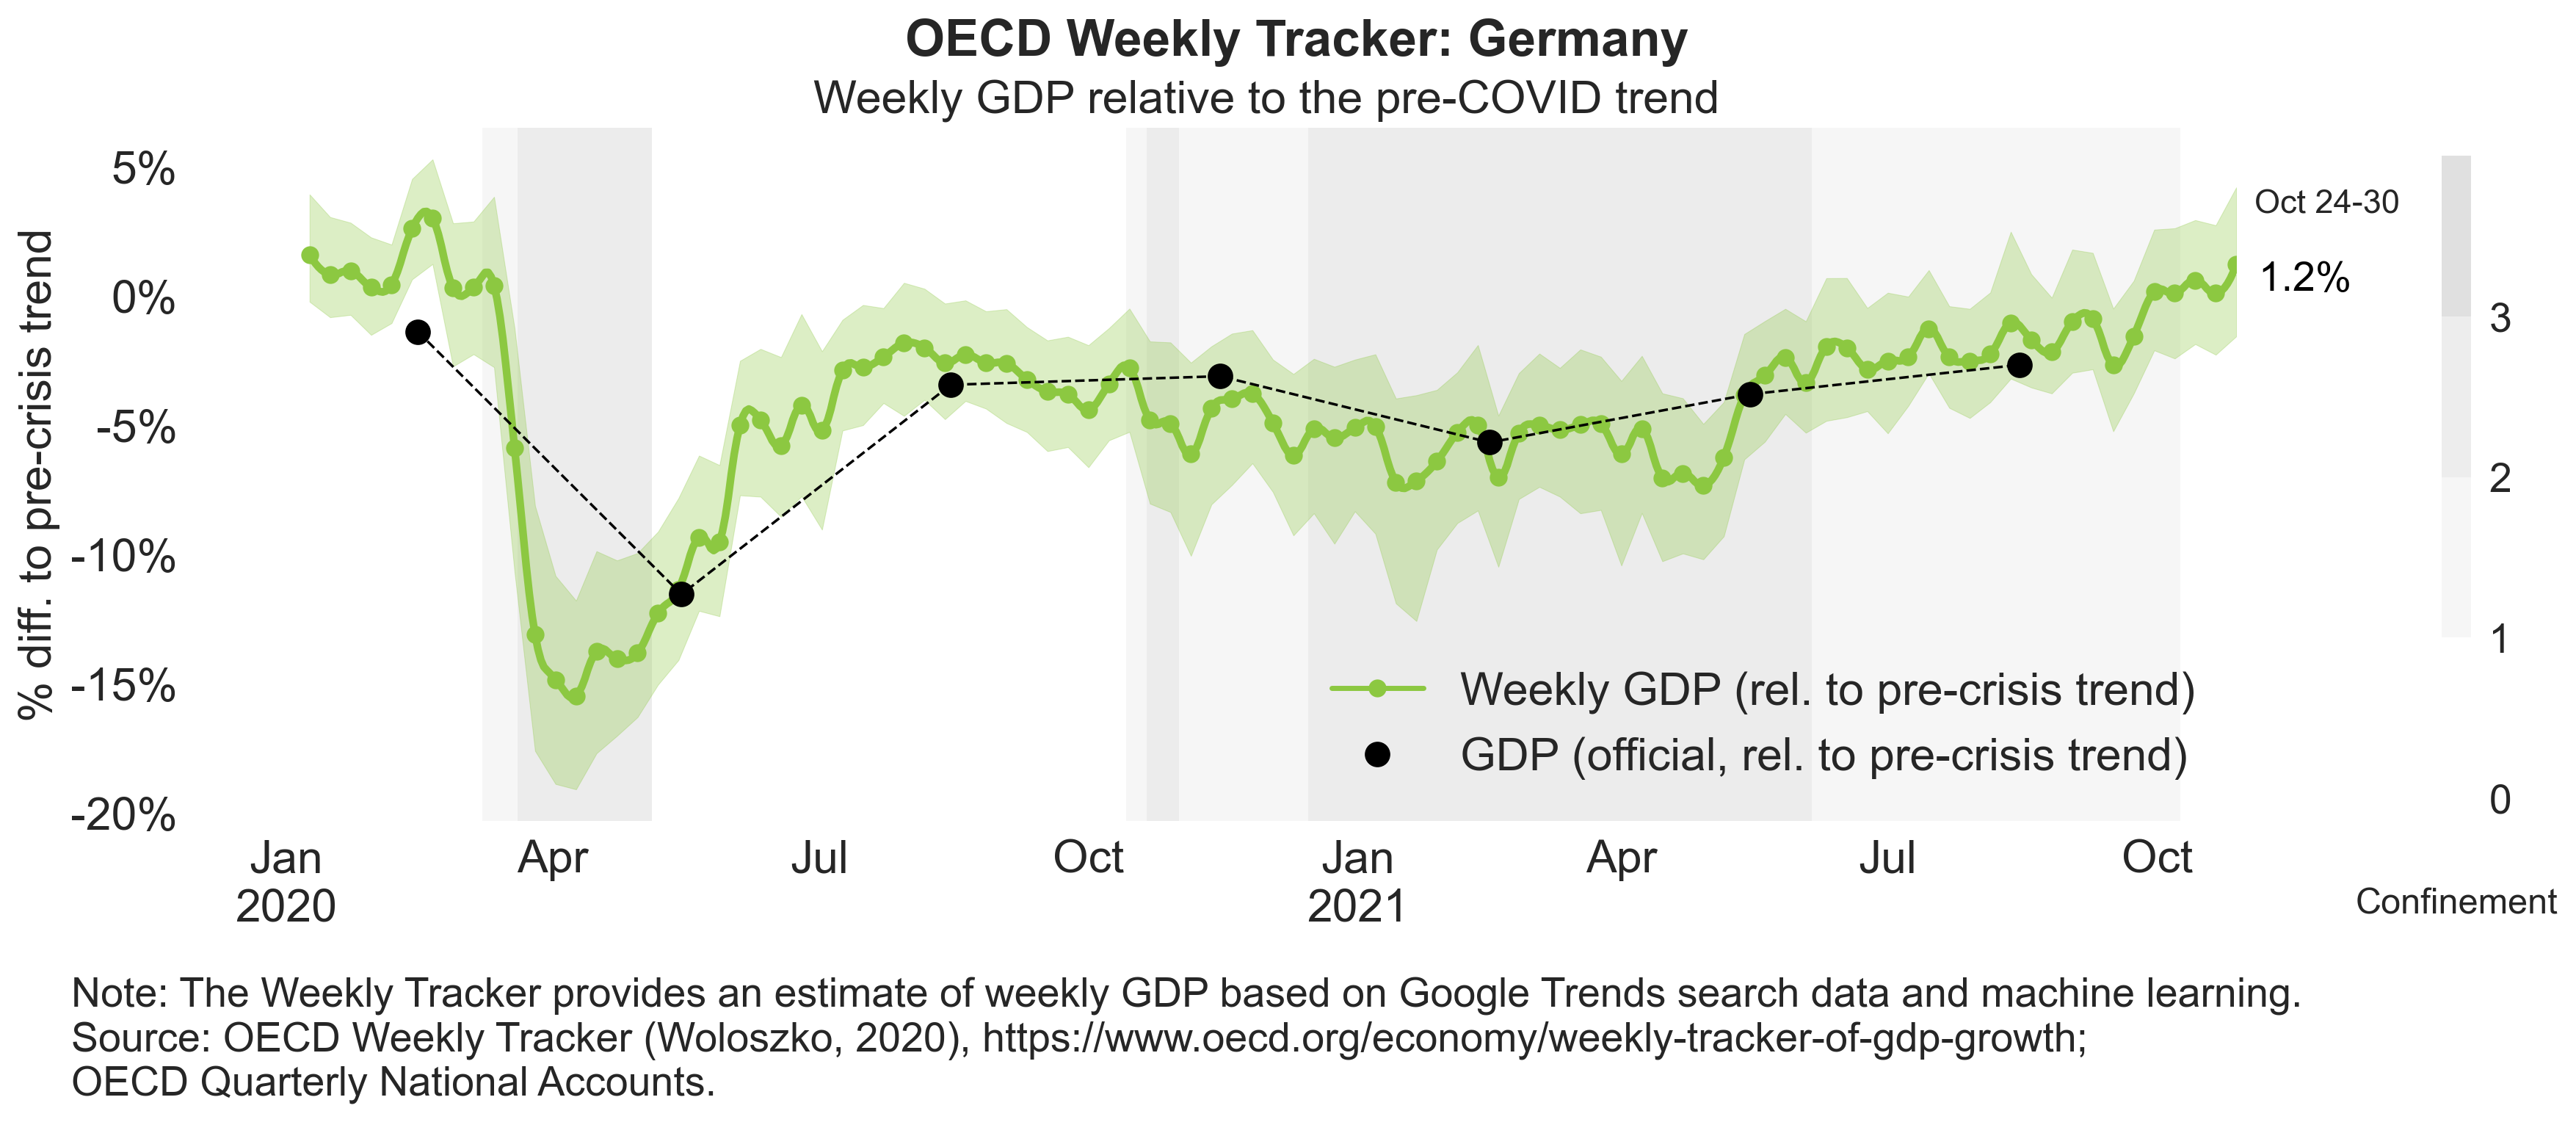 OECD Weekly Tracker: Germany
Weekly GDP relative to the pre-COVID trend
% diff. to pre-crisis trend
5%
0%
-5%
-10%
-15%
-20%
Oct 24-30
1.2%
Weekly GDP (rel. to pre-crisis trend)
GDP (official, rel. to pre-crisis trend)
3
2
1
0
Confinement
Jan Apr Jul Oct Jan Apr Jul Oct
2020 2021
Note: The Weekly Tracker provides an estimate of weekly GDP based on Google Trends search data and machine learning.
Source: OECD Weekly Tracker (Woloszko, 2020), https://www.oecd.org/economy/weekly-tracker-of-gdp-growth;
OECD Quarterly National Accounts.